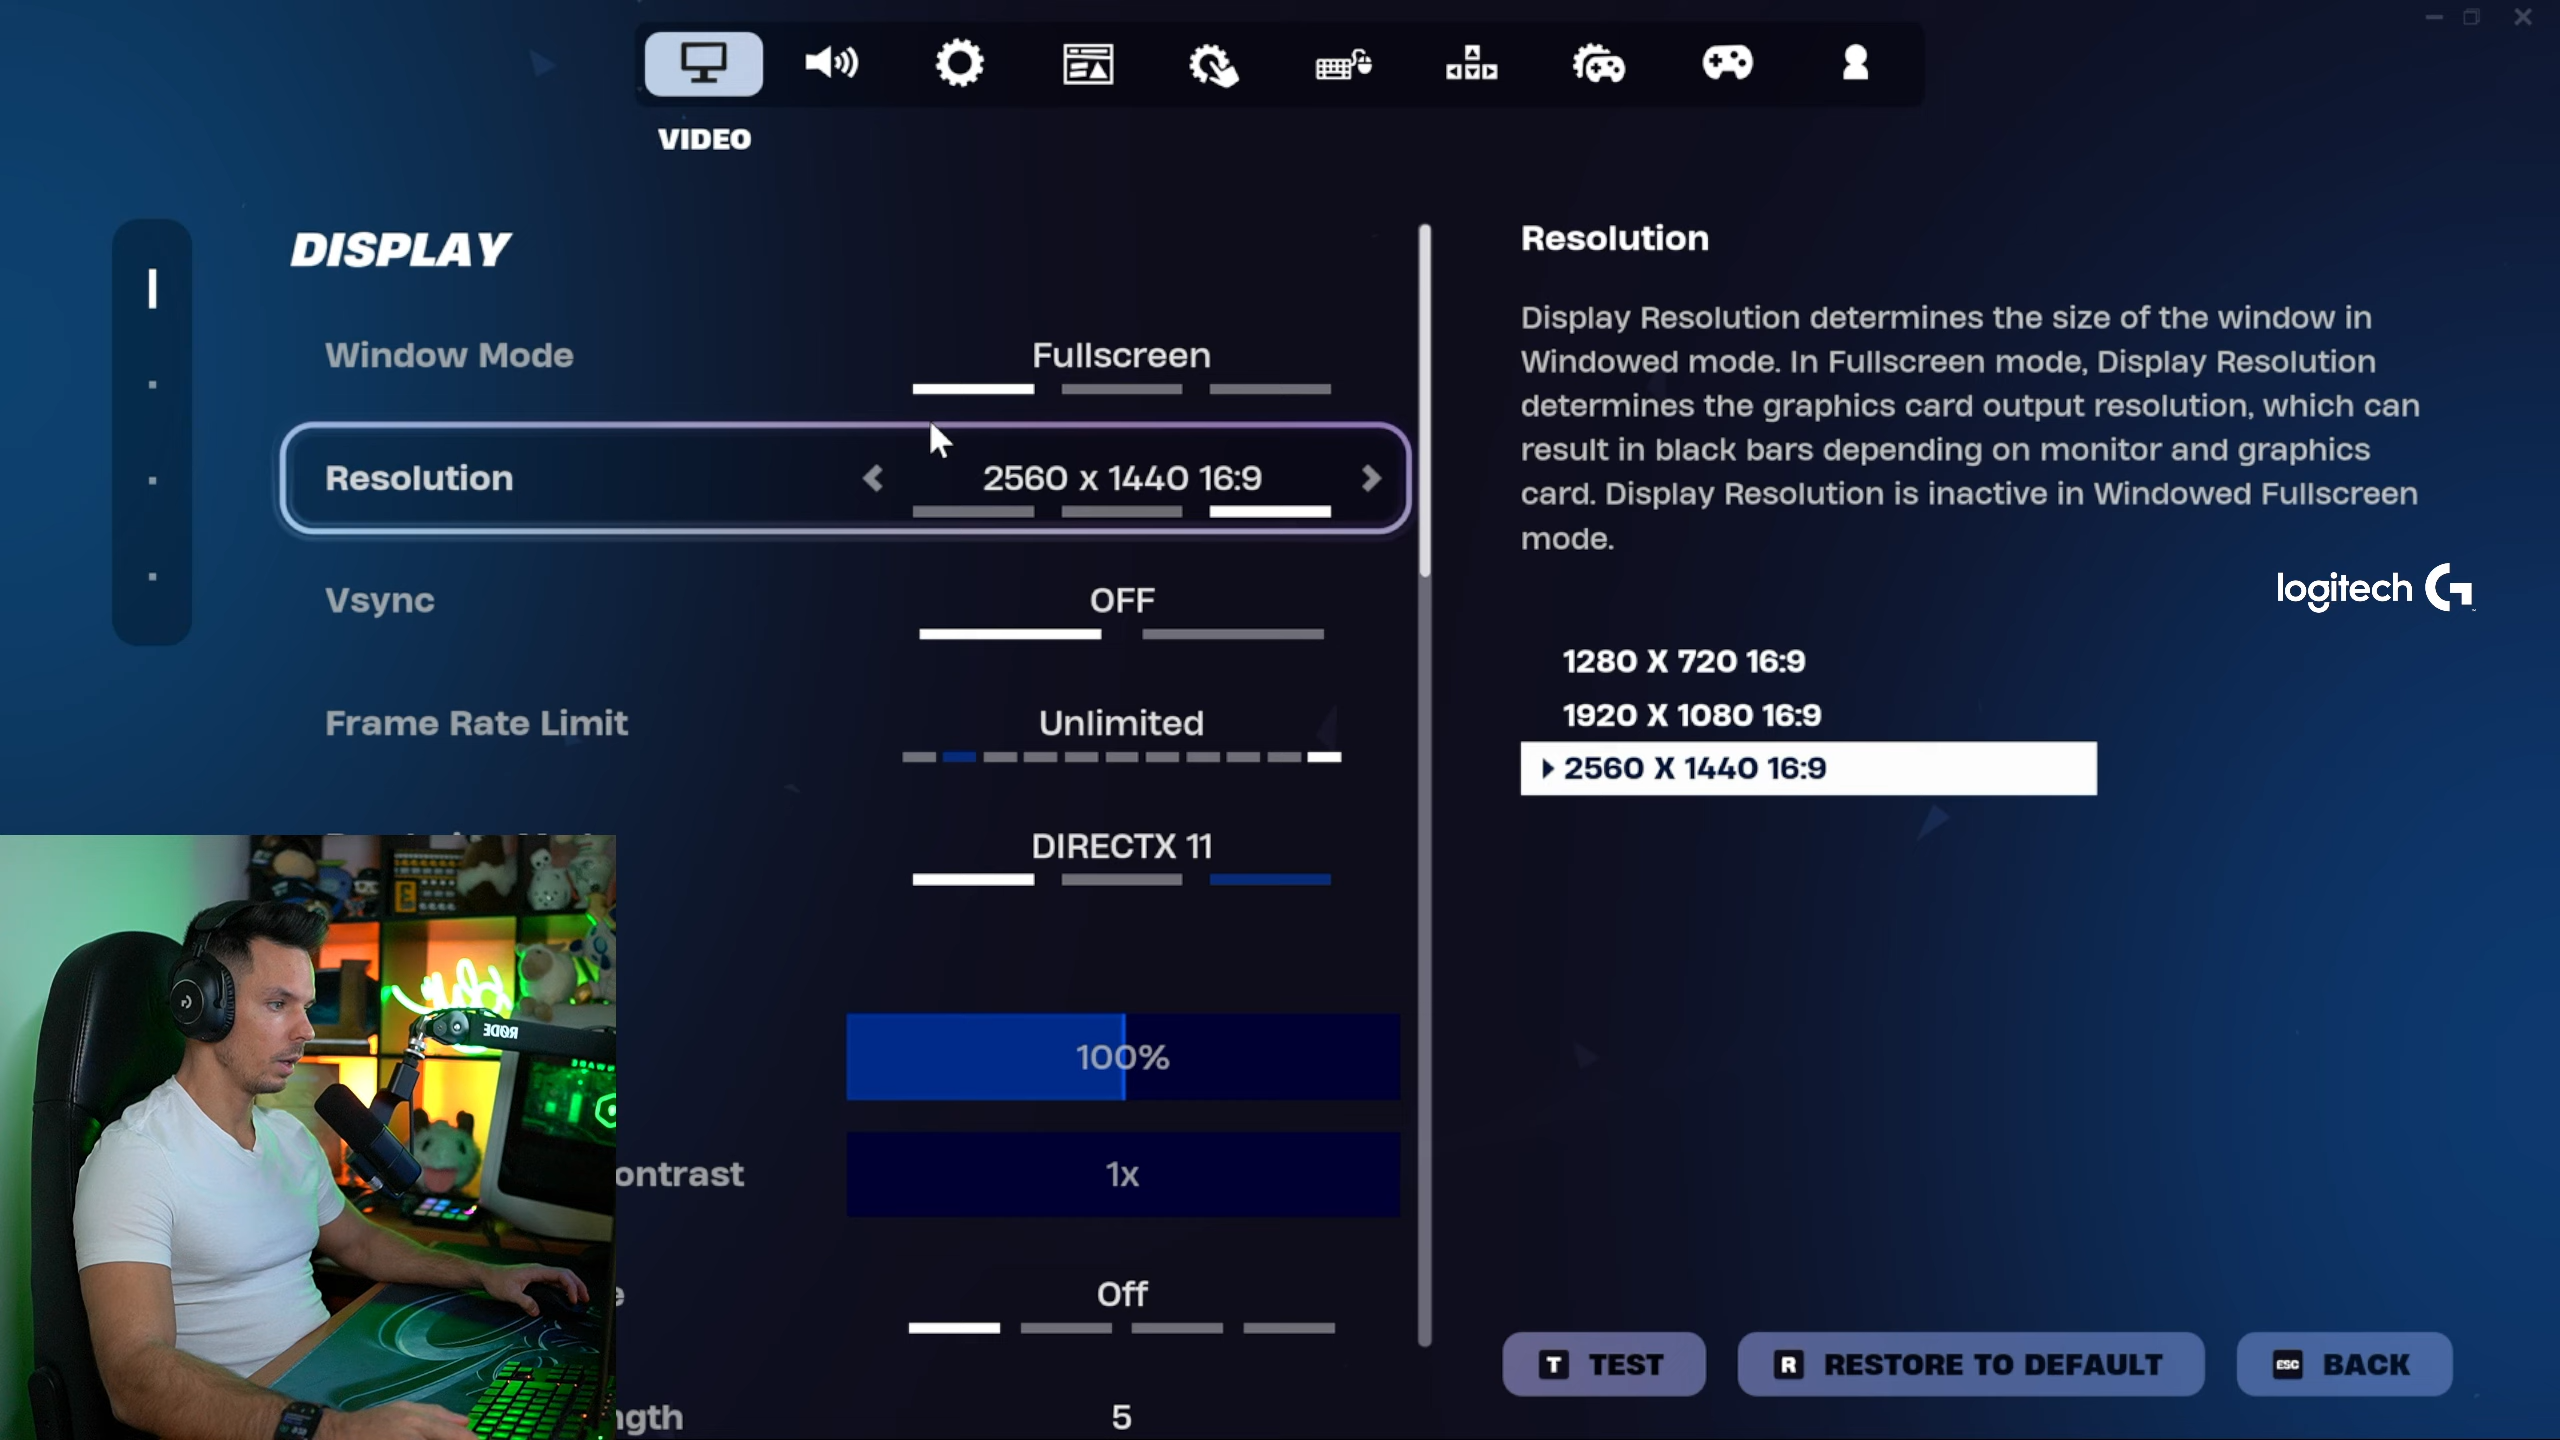 VIDEO
DISPLAY
Window Mode
Fullscreen
Resolution
2560 x 1440 16:9
Vsync
OFF
Frame Rate Limit
Unlimited
DIRECTX 11
100%
ontrast
1x
Off
ngth
5
Resolution
Display Resolution determines the size of the window in
Windowed mode. In Fullscreen mode, Display Resolution
determines the graphics card output resolution, which can
result in black bars depending on monitor and graphics
card. Display Resolution is inactive in Windowed Fullscreen
mode.
logitech G
1280 X 720 16:9
1920 X 1080 16:9
2560 X 1440 16:9
RØDE
T TEST
R RESTORE TO DEFAULT
ESC BACK